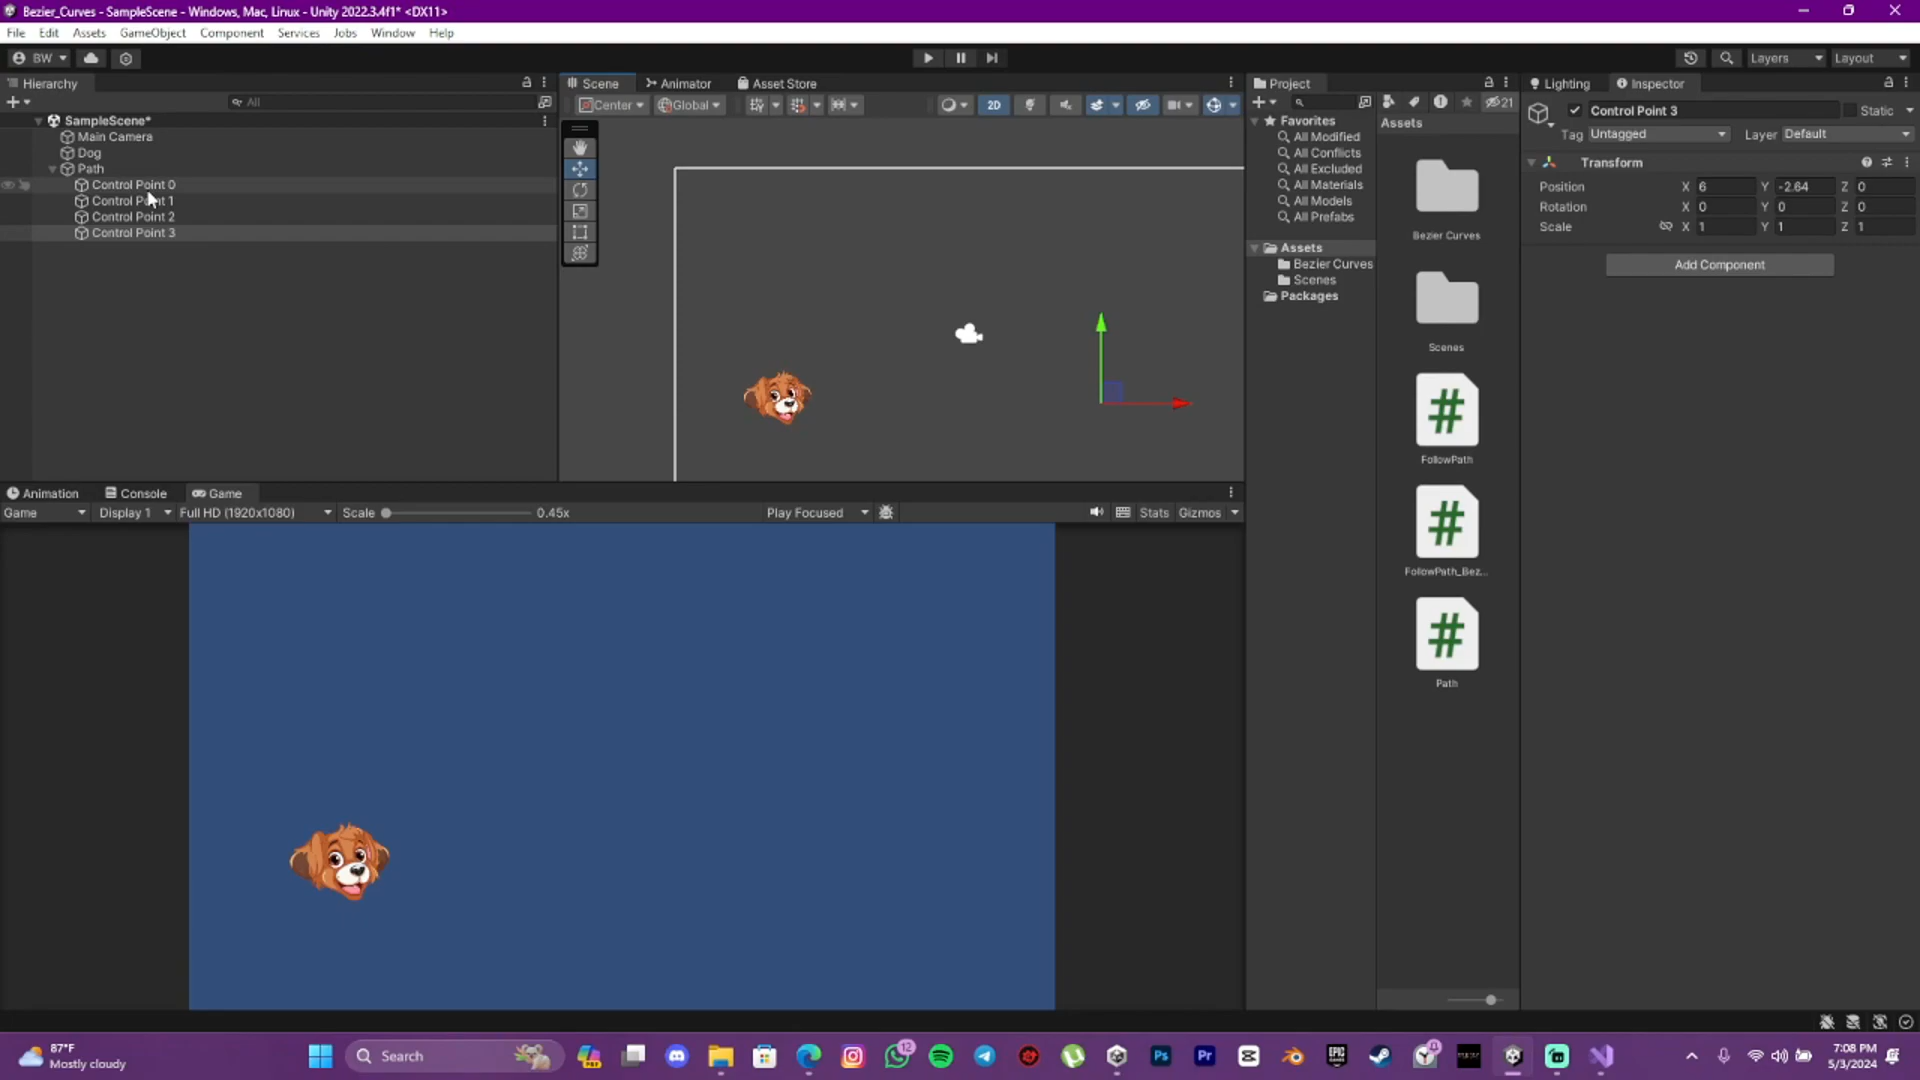 Bezier_Curves - SampleScene - Windows, Mac, Linux - Unity 2022.3.4f1* <DX11>
File Edit Assets GameObject Component Services Jobs Window Help
BW Layers Layout
Hierarchy Scene Animator Asset Store Project Lighting Inspector
All Center Global 2D 21 Control Point 3 Static
Tag Untagged Layer Default
SampleScene* Favorites Assets
Main Camera All Modified
Dog All Conflicts
Path All Excluded Transform
Control Point 0 All Materials Position X 6 Y -2.64 Z 0
Control Point 1 All Models Rotation X 0 Y 0 Z 0
Control Point 2 All Prefabs Scale X 1 Y 1 Z 1
Control Point 3 Bezier Curves
Assets
Bezier Curves Add Component
Scenes
Packages
Scenes
FollowPath
Animation Console Game
Game Display 1 Full HD (1920x1080) Scale 0.45x Play Focused Stats Gizmos
FollowPath_Bez...
Path
87°F
Mostly cloudy
Search
12
7:08 PM
5/3/2024